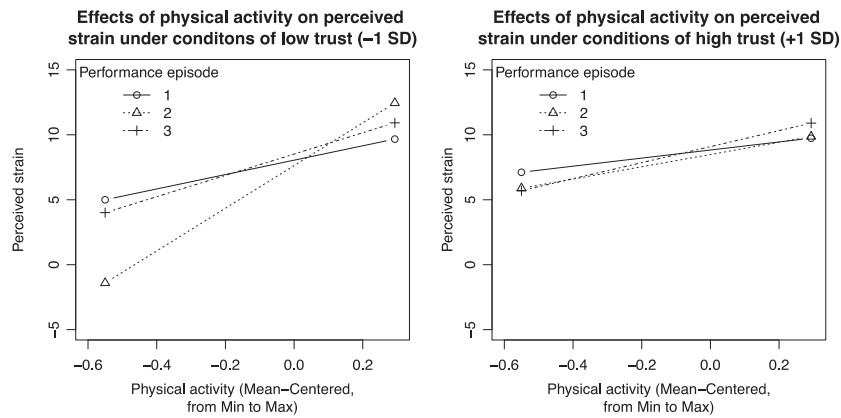 Effects of physical activity on perceived
strain under conditons of low trust (−1 SD)
Performance episode
1
2
3
15
10
5
0
−5
Perceived strain
−0.6
−0.4
−0.2
0.0
0.2
Physical activity (Mean−Centered,
from Min to Max)
Effects of physical activity on perceived
strain under conditions of high trust (+1 SD)
Performance episode
1
2
3
15
10
5
0
−5
Perceived strain
−0.6
−0.4
−0.2
0.0
0.2
Physical activity (Mean−Centered,
from Min to Max)